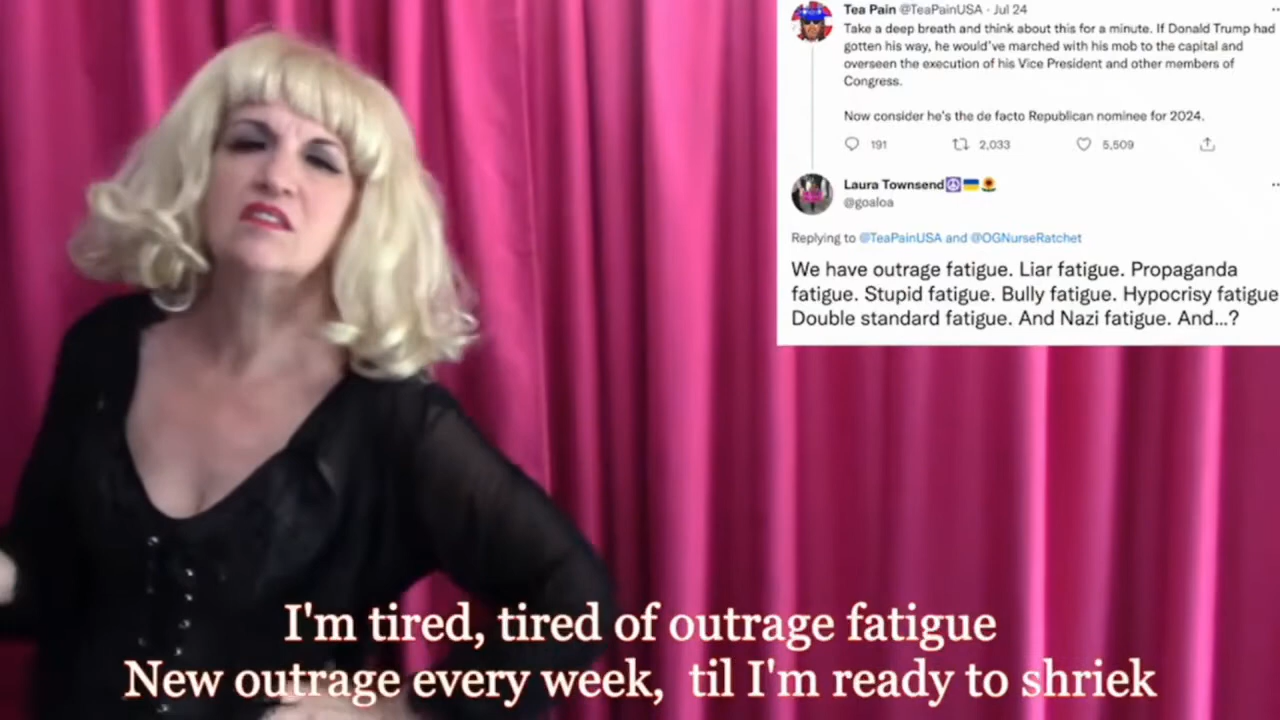 Tea Pain @TeaPainUSA · Jul 24
Take a deep breath and think about this for a minute. If Donald Trump had
gotten his way, he would've marched with his mob to the capital and
overseen the execution of his Vice President and other members of
Congress.
Now consider he's the de facto Republican nominee for 2024.
191 2,033 5,509
Laura Townsend
@goaloa
Replying to @TeaPainUSA and @OGNurseRatchet
We have outrage fatigue. Liar fatigue. Propaganda
fatigue. Stupid fatigue. Bully fatigue. Hypocrisy fatigue
Double standard fatigue. And Nazi fatigue. And...?
I'm tired, tired of outrage fatigue
New outrage every week, til I'm ready to shriek